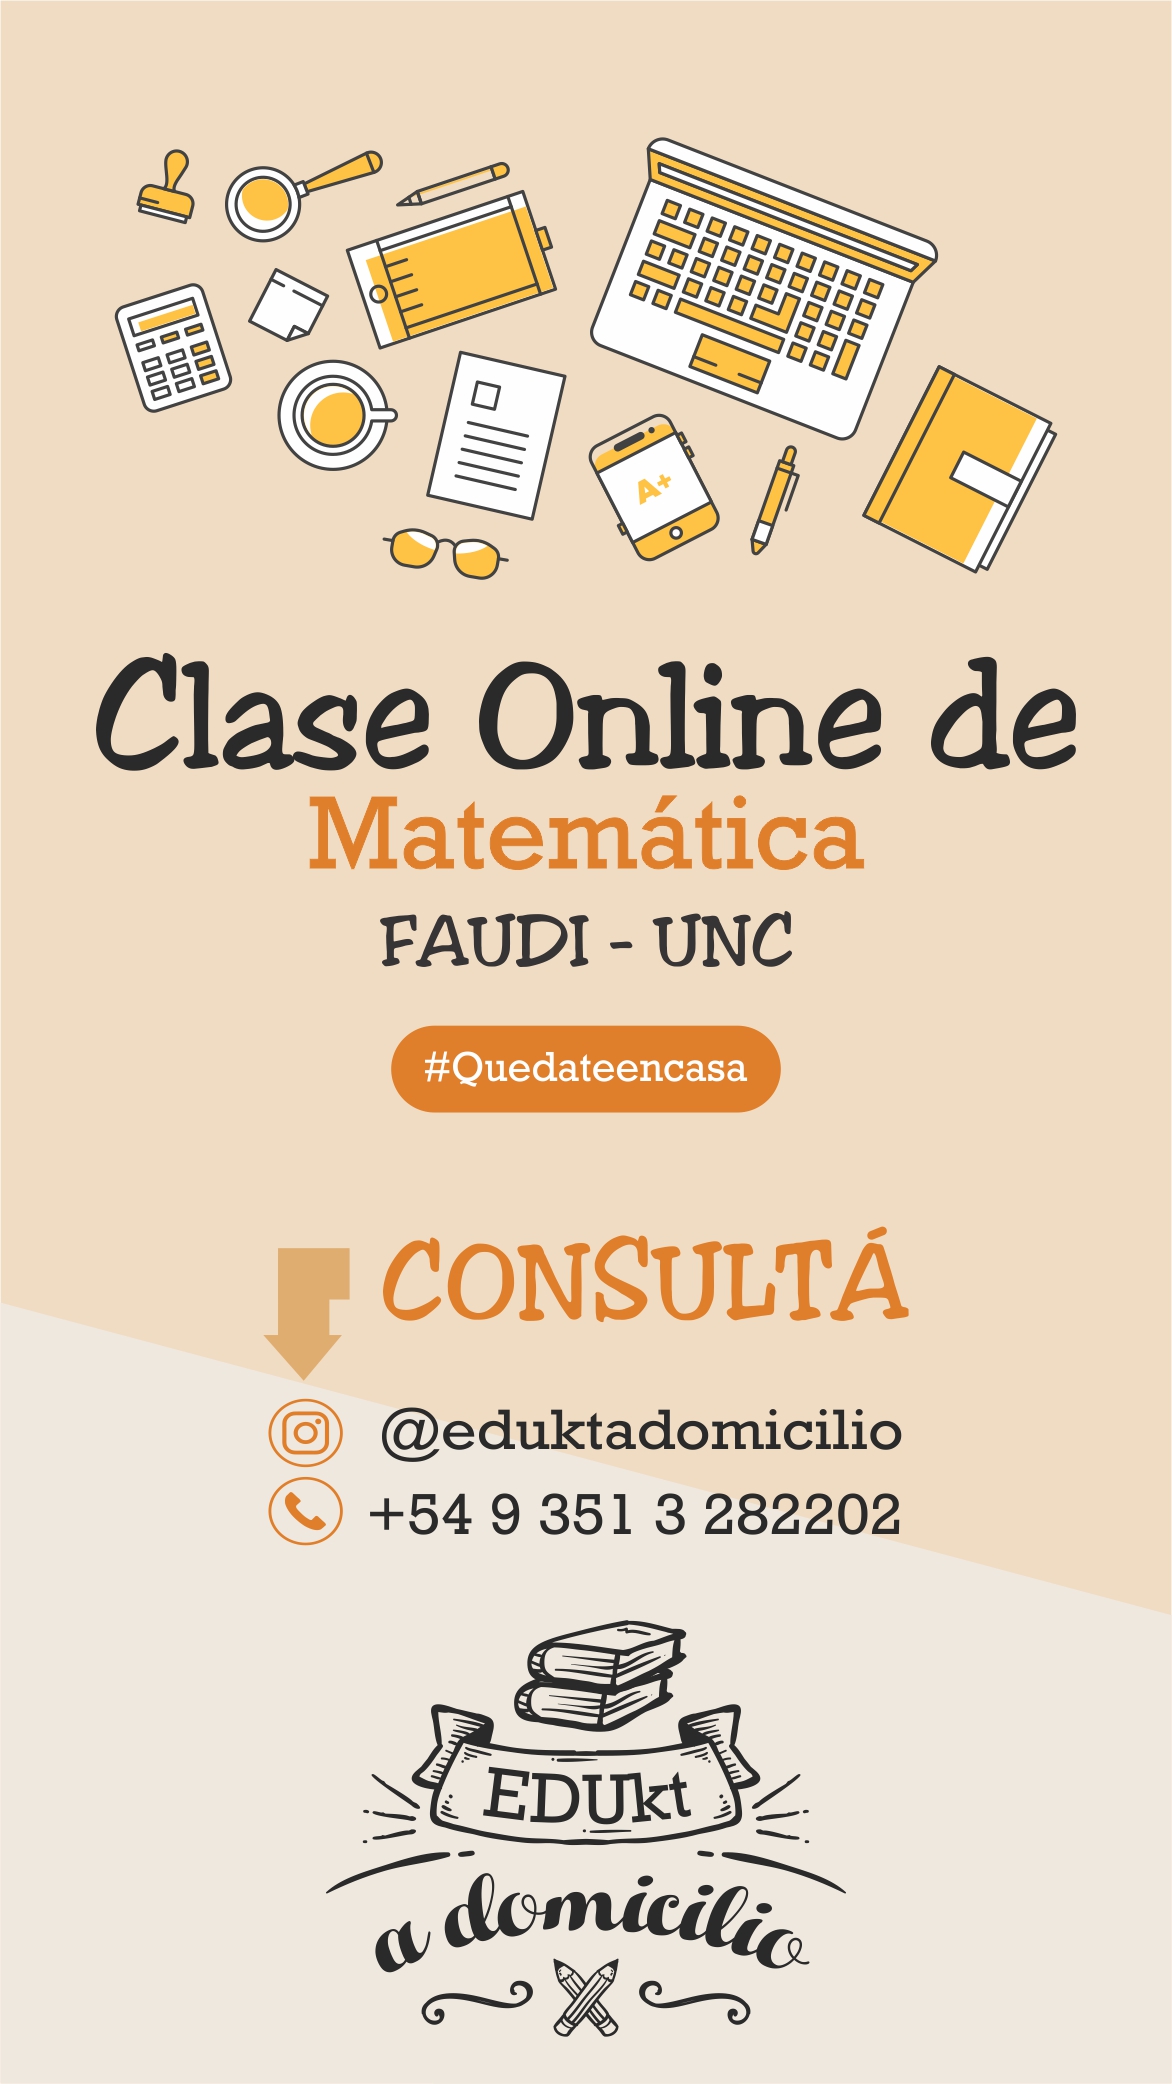 A+
Clase Online de
Matemática
FAUDI - UNC
#Quedateencasa
CONSULTÁ
@eduktadomicilio
+54 9 351 3 282202
EDUkt
a domicilio